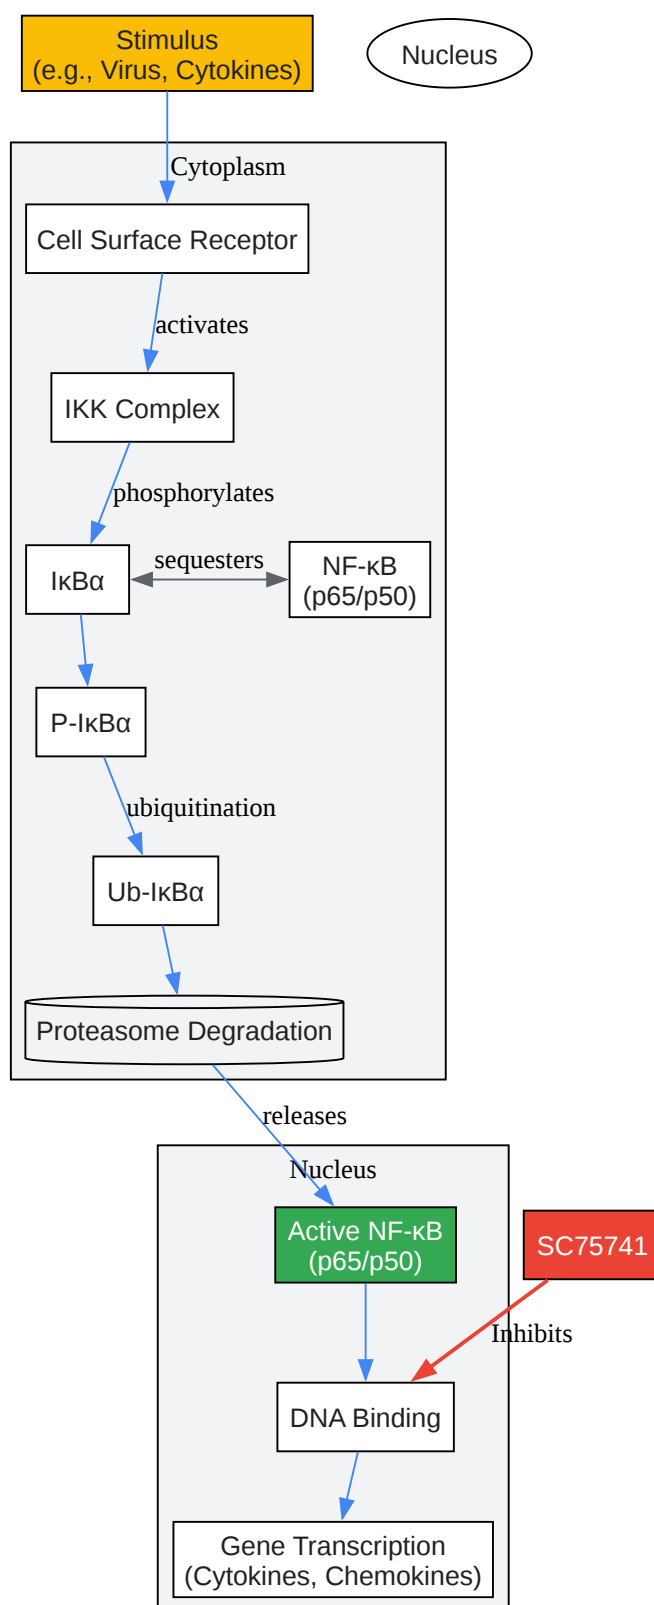 Stimulus
(e.g., Virus, Cytokines)
Nucleus
Cytoplasm
Cell Surface Receptor
activates
IKK Complex
phosphorylates
IκBα
sequesters
NF-κB
(p65/p50)
P-IκBα
ubiquitination
Ub-IκBα
Proteasome Degradation
releases
Nucleus
Active NF-κB
(p65/p50)
SC75741
Inhibits
DNA Binding
Gene Transcription
(Cytokines, Chemokines)